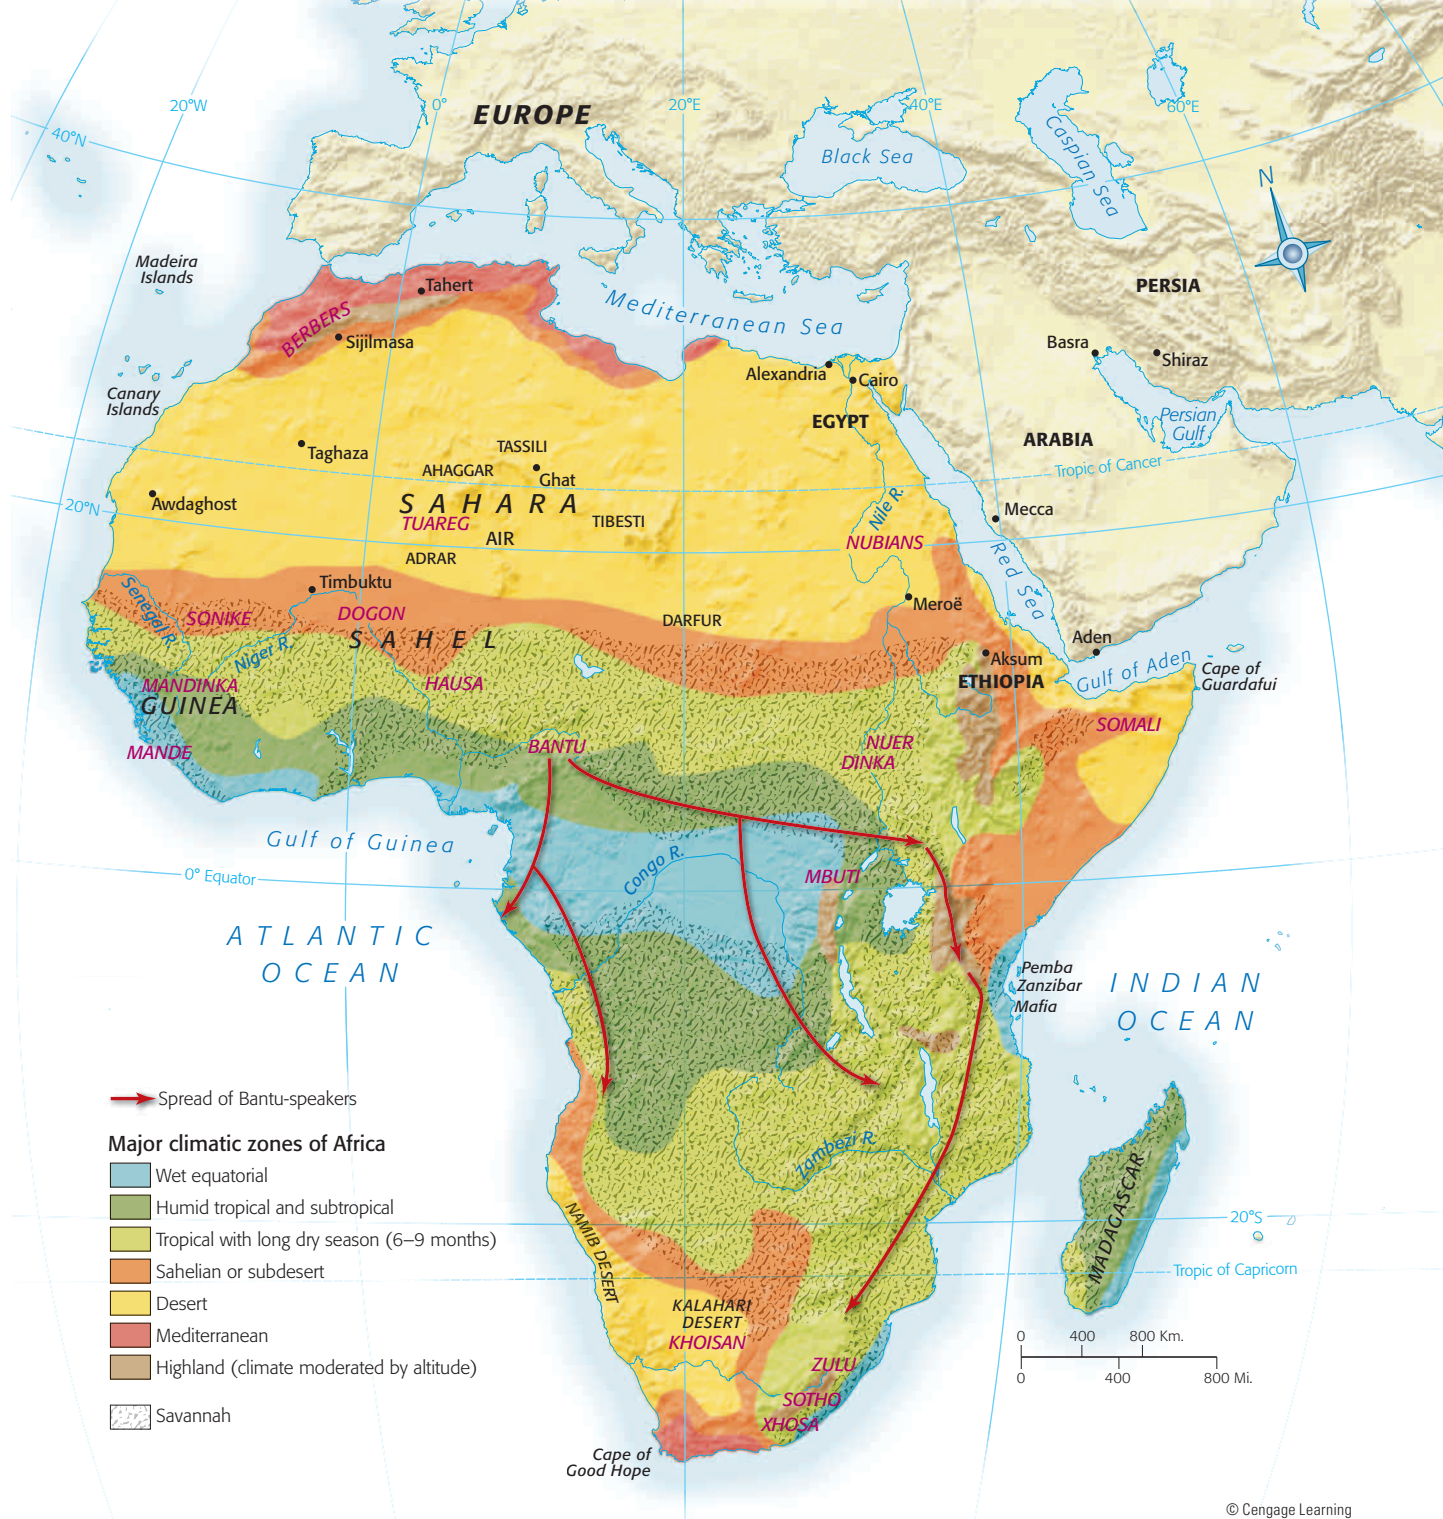 EUROPE
20°W
0°
20°E
40°E
60°E
40°N
Black Sea
Caspian Sea
N
Madeira
Islands
Tahert
Mediterranean Sea
PERSIA
BERBERS
Sijilmasa
Basra
Shiraz
Alexandria
Cairo
Canary
Islands
EGYPT
Persian
Gulf
ARABIA
Taghaza
TASSILI
AHAGGAR
Ghat
Tropic of Cancer
Awdaghost
20°N
SAHARA
TUAREG
TIBESTI
AIR
ADRAR
Nile R.
Mecca
NUBIANS
Red Sea
Timbuktu
Senegal R.
SONIKE
DOGON
DARFUR
Meroë
SAHEL
Niger R.
Aden
Aksum
ETHIOPIA
Gulf of Aden
Cape of
Guardafui
MANDINKA
GUINEA
HAUSA
SOMALI
MANDE
BANTU
NUER
DINKA
Gulf of Guinea
Congo R.
MBUTI
0° Equator
ATLANTIC
OCEAN
Pemba
Zanzibar
Mafia
INDIAN
OCEAN
Zambezi R.
MADAGASCAR
20°S
Tropic of Capricorn
NAMIB DESERT
KALAHARI
DESERT
KHOISAN
ZULU
SOTHO
XHOSA
Cape of
Good Hope
Spread of Bantu-speakers
Major climatic zones of Africa
Wet equatorial
Humid tropical and subtropical
Tropical with long dry season (6–9 months)
Sahelian or subdesert
Desert
Mediterranean
Highland (climate moderated by altitude)
Savannah
0 400 800 Km.
0 400 800 Mi.
© Cengage Learning